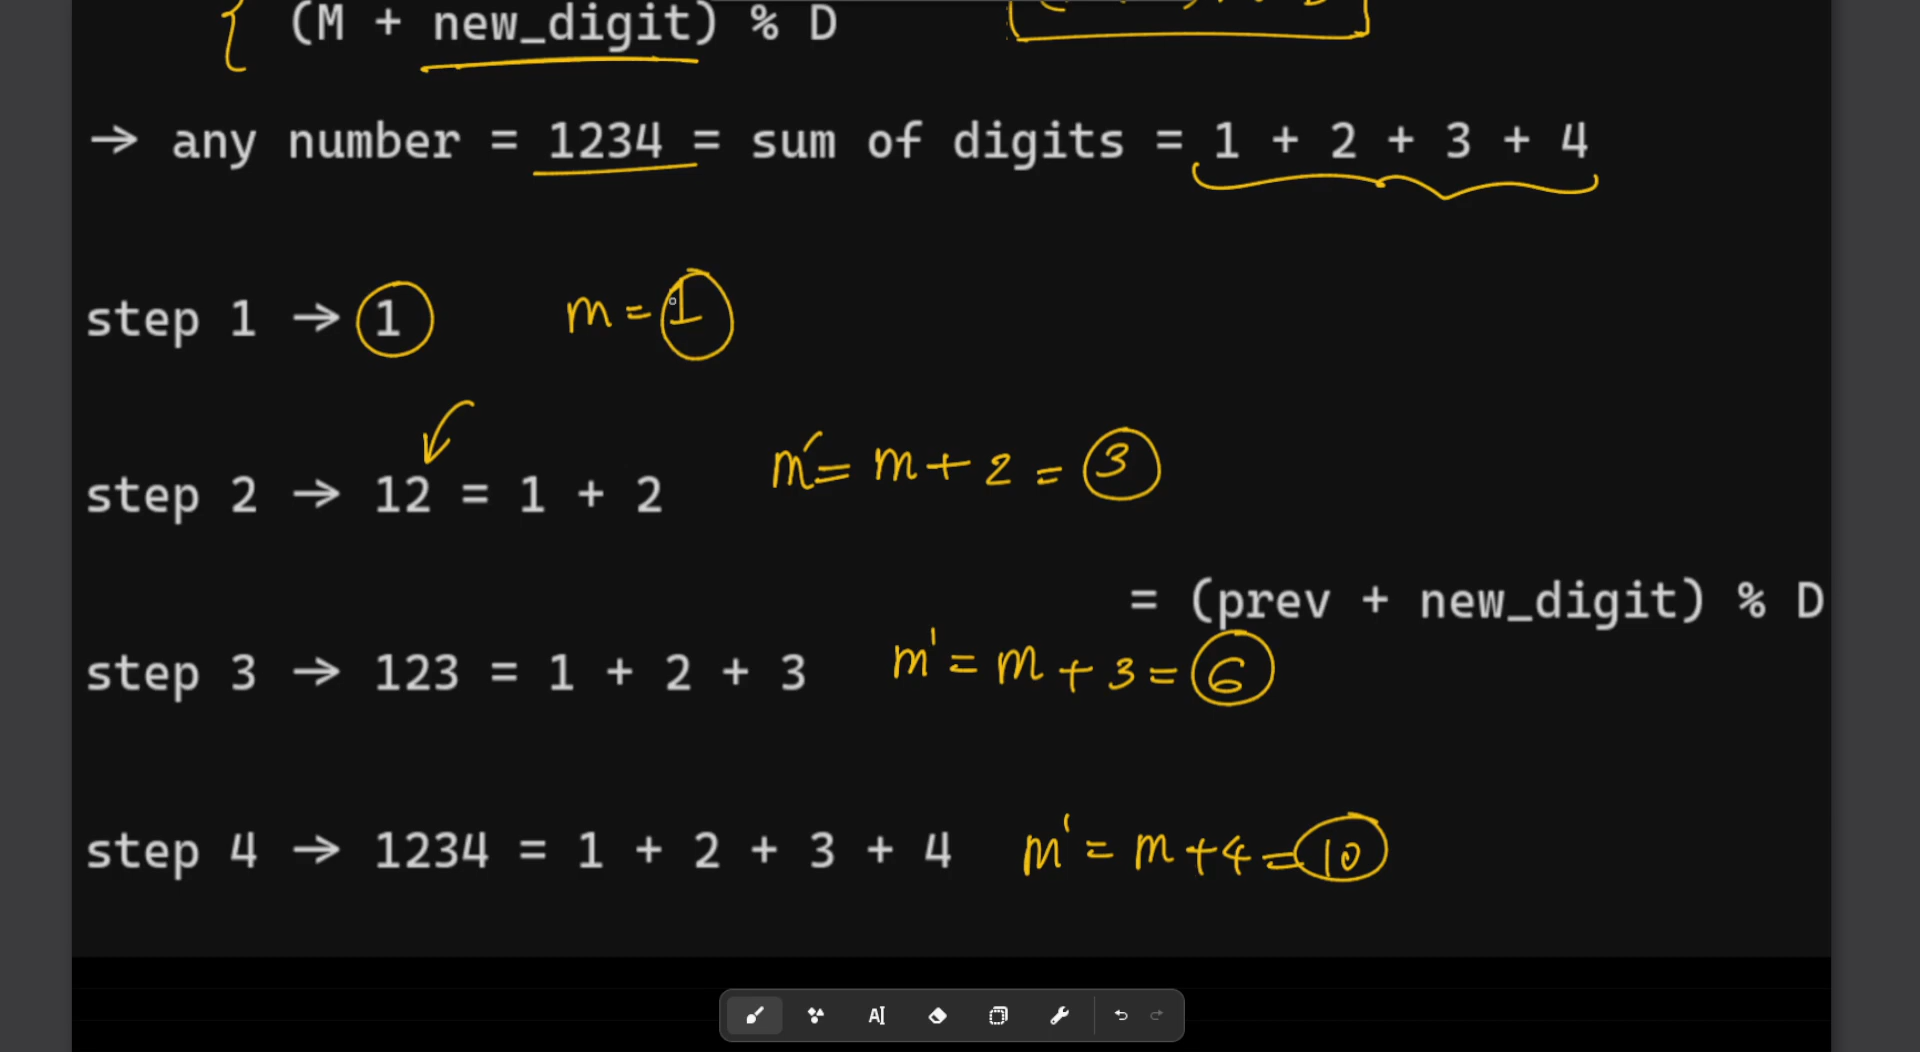 (M + new_digit) % D
→ any number = 1234 = sum of digits = 1 + 2 + 3 + 4
step 1 → 1 m = 1
step 2 → 12 = 1 + 2 m' = m + 2 = 3
= (prev + new_digit) % D
step 3 → 123 = 1 + 2 + 3 m' = m + 3 = 6
step 4 → 1234 = 1 + 2 + 3 + 4 m' = m + 4 = 10